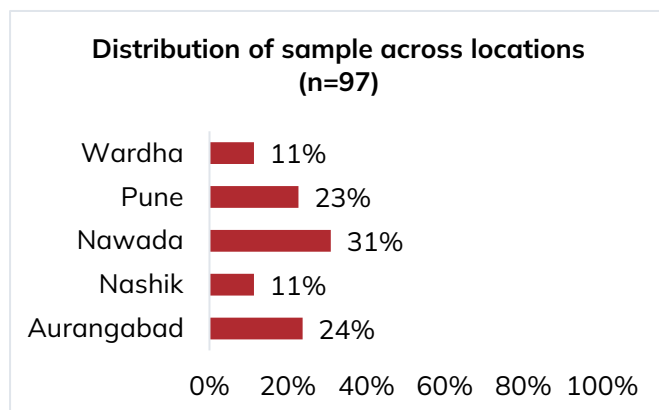 Distribution of sample across locations
(n=97)
Wardha 11%
Pune 23%
Nawada 31%
Nashik 11%
Aurangabad 24%
0% 20% 40% 60% 80% 100%